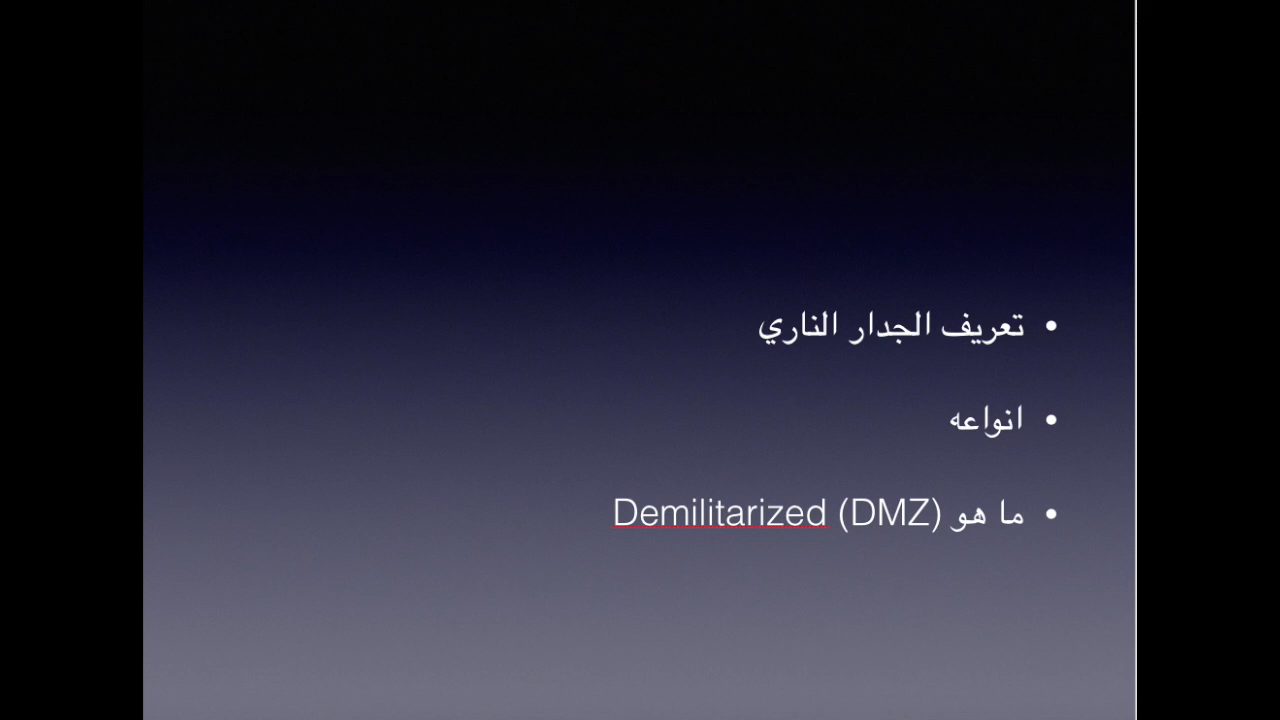 • تعريف الجدار الناري
• انواعه
• ما هو Demilitarized (DMZ)